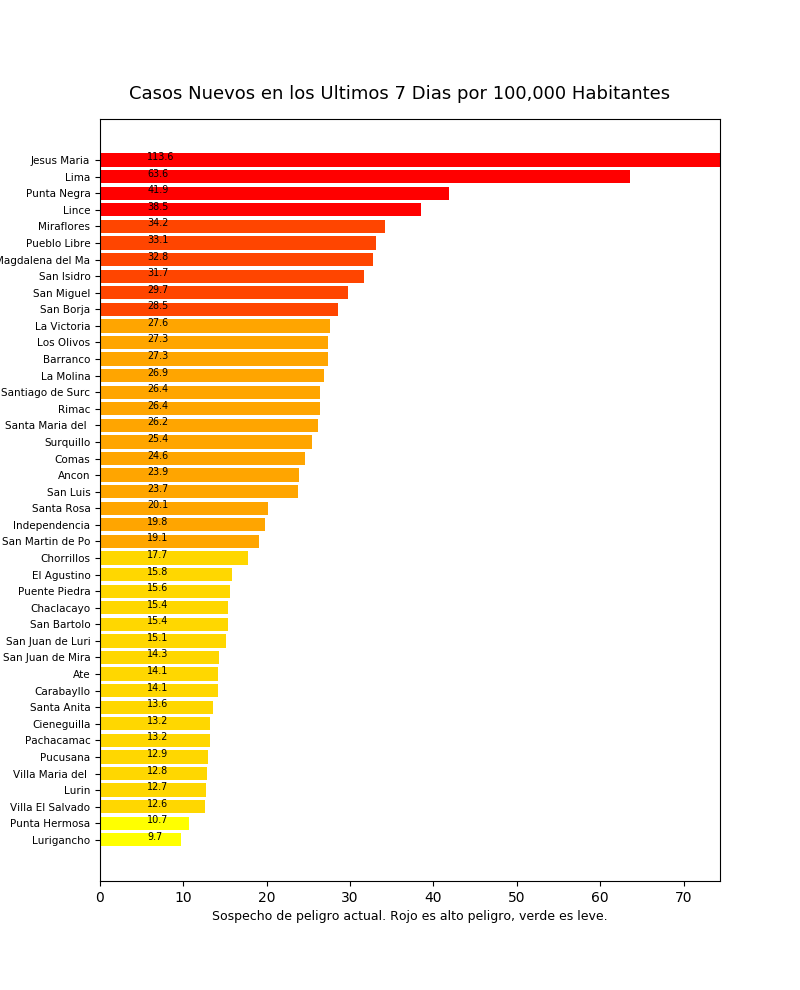 Casos Nuevos en los Ultimos 7 Dias por 100,000 Habitantes
Jesus Maria 113.6
Lima 63.6
Punta Negra 41.9
Lince 38.5
Miraflores 34.2
Pueblo Libre 33.1
Magdalena del Ma 32.8
San Isidro 31.7
San Miguel 29.7
San Borja 28.5
La Victoria 27.6
Los Olivos 27.3
Barranco 27.3
La Molina 26.9
Santiago de Surc 26.4
Rimac 26.4
Santa Maria del 26.2
Surquillo 25.4
Comas 24.6
Ancon 23.9
San Luis 23.7
Santa Rosa 20.1
Independencia 19.8
San Martin de Po 19.1
Chorrillos 17.7
El Agustino 15.8
Puente Piedra 15.6
Chaclacayo 15.4
San Bartolo 15.4
San Juan de Luri 15.1
San Juan de Mira 14.3
Ate 14.1
Carabayllo 14.1
Santa Anita 13.6
Cieneguilla 13.2
Pachacamac 13.2
Pucusana 12.9
Villa Maria del 12.8
Lurin 12.7
Villa El Salvado 12.6
Punta Hermosa 10.7
Lurigancho 9.7
0 10 20 30 40 50 60 70
Sospecho de peligro actual. Rojo es alto peligro, verde es leve.